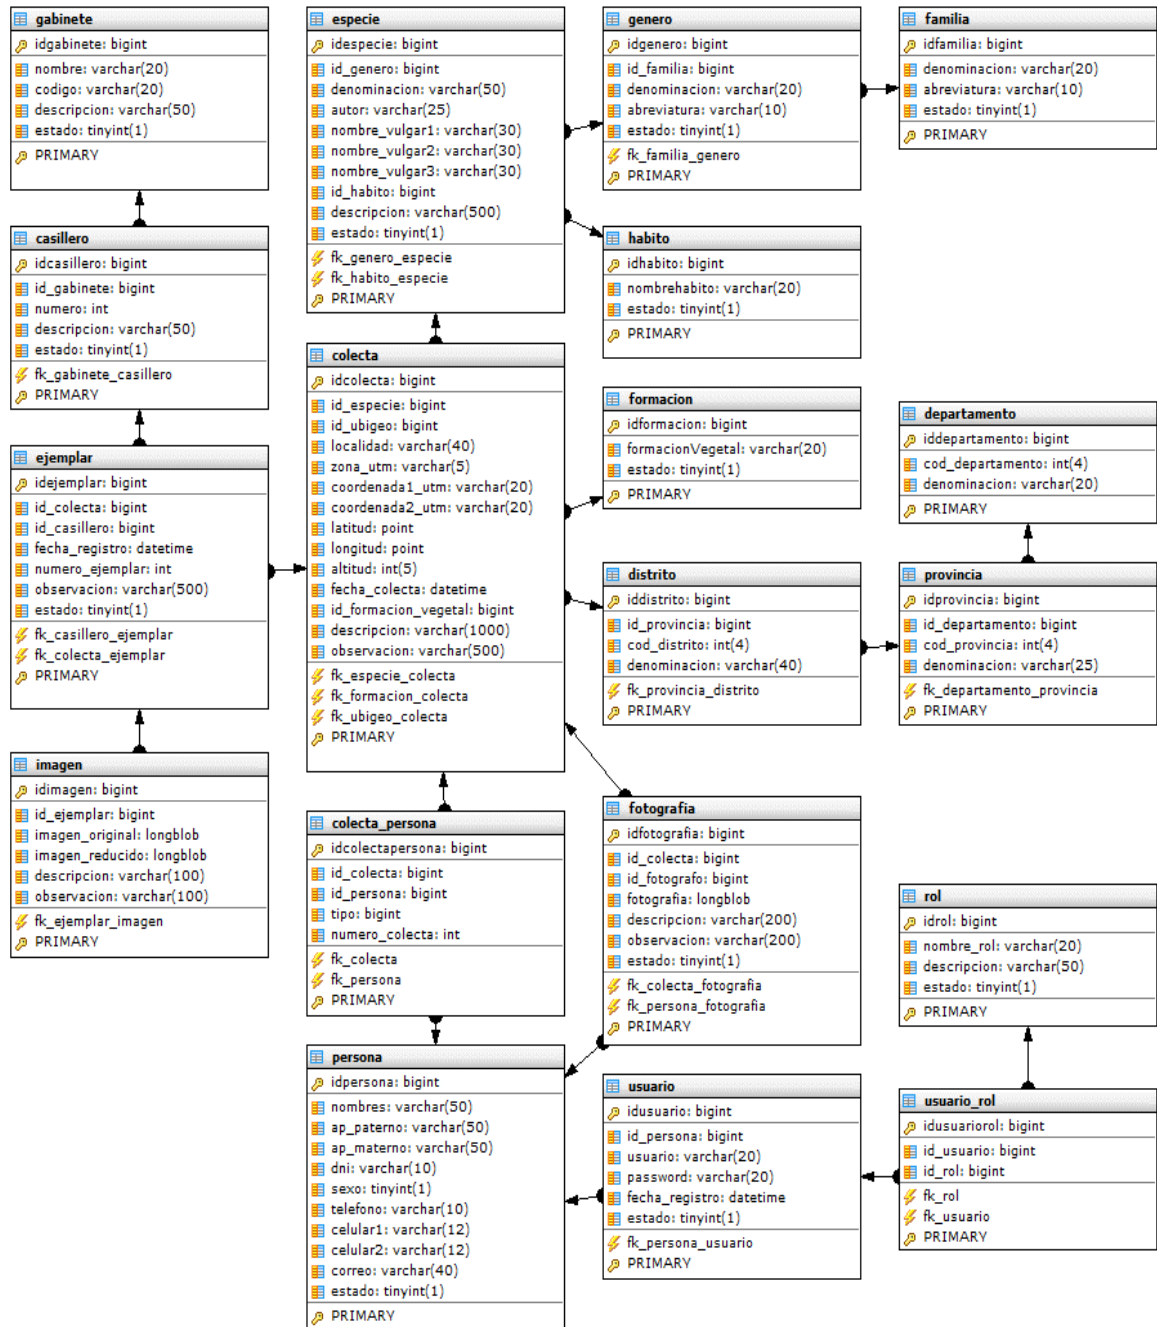 gabinete
idgabinete: bigint
nombre: varchar(20)
codigo: varchar(20)
descripcion: varchar(50)
estado: tinyint(1)
PRIMARY
especie
idespecie: bigint
id_genero: bigint
denominacion: varchar(50)
autor: varchar(25)
nombre_vulgar1: varchar(30)
nombre_vulgar2: varchar(30)
nombre_vulgar3: varchar(30)
id_habito: bigint
descripcion: varchar(500)
estado: tinyint(1)
fk_genero_especie
fk_habito_especie
PRIMARY
genero
idgenero: bigint
id_familia: bigint
denominacion: varchar(20)
abreviatura: varchar(10)
estado: tinyint(1)
fk_familia_genero
PRIMARY
familia
idfamilia: bigint
denominacion: varchar(20)
abreviatura: varchar(10)
estado: tinyint(1)
PRIMARY
casillero
idcasillero: bigint
id_gabinete: bigint
numero: int
descripcion: varchar(50)
estado: tinyint(1)
fk_gabinete_casillero
PRIMARY
habito
idhabito: bigint
nombrehabito: varchar(20)
estado: tinyint(1)
PRIMARY
colecta
idcolecta: bigint
id_especie: bigint
id_ubigeo: bigint
localidad: varchar(40)
zona_utm: varchar(5)
coordenada1_utm: varchar(20)
coordenada2_utm: varchar(20)
latitud: point
longitud: point
altitud: int(5)
fecha_colecta: datetime
id_formacion_vegetal: bigint
descripcion: varchar(1000)
observacion: varchar(500)
fk_especie_colecta
fk_formacion_colecta
fk_ubigeo_colecta
PRIMARY
formacion
idformacion: bigint
formacionVegetal: varchar(20)
estado: tinyint(1)
PRIMARY
departamento
iddepartamento: bigint
cod_departamento: int(4)
denominacion: varchar(20)
PRIMARY
ejemplar
idejemplar: bigint
id_colecta: bigint
id_casillero: bigint
fecha_registro: datetime
numero_ejemplar: int
observacion: varchar(500)
estado: tinyint(1)
fk_casillero_ejemplar
fk_colecta_ejemplar
PRIMARY
distrito
iddistrito: bigint
id_provincia: bigint
cod_distrito: int(4)
denominacion: varchar(40)
fk_provincia_distrito
PRIMARY
provincia
idprovincia: bigint
id_departamento: bigint
cod_provincia: int(4)
denominacion: varchar(25)
fk_departamento_provincia
PRIMARY
imagen
idimagen: bigint
id_ejemplar: bigint
imagen_original: longblob
imagen_reducido: longblob
descripcion: varchar(100)
observacion: varchar(100)
fk_ejemplar_imagen
PRIMARY
colecta_persona
idcolectapersona: bigint
id_colecta: bigint
id_persona: bigint
tipo: bigint
numero_colecta: int
fk_colecta
fk_persona
PRIMARY
fotografia
idfotografia: bigint
id_colecta: bigint
id_fotografo: bigint
fotografia: longblob
descripcion: varchar(200)
observacion: varchar(200)
estado: tinyint(1)
fk_colecta_fotografia
fk_persona_fotografia
PRIMARY
rol
idrol: bigint
nombre_rol: varchar(20)
descripcion: varchar(50)
estado: tinyint(1)
PRIMARY
persona
idpersona: bigint
nombres: varchar(50)
ap_paterno: varchar(50)
ap_materno: varchar(50)
dni: varchar(10)
sexo: tinyint(1)
telefono: varchar(10)
celular1: varchar(12)
celular2: varchar(12)
correo: varchar(40)
estado: tinyint(1)
PRIMARY
usuario
idusuario: bigint
id_persona: bigint
usuario: varchar(20)
password: varchar(20)
fecha_registro: datetime
estado: tinyint(1)
fk_persona_usuario
PRIMARY
usuario_rol
idusuariorol: bigint
id_usuario: bigint
id_rol: bigint
fk_rol
fk_usuario
PRIMARY